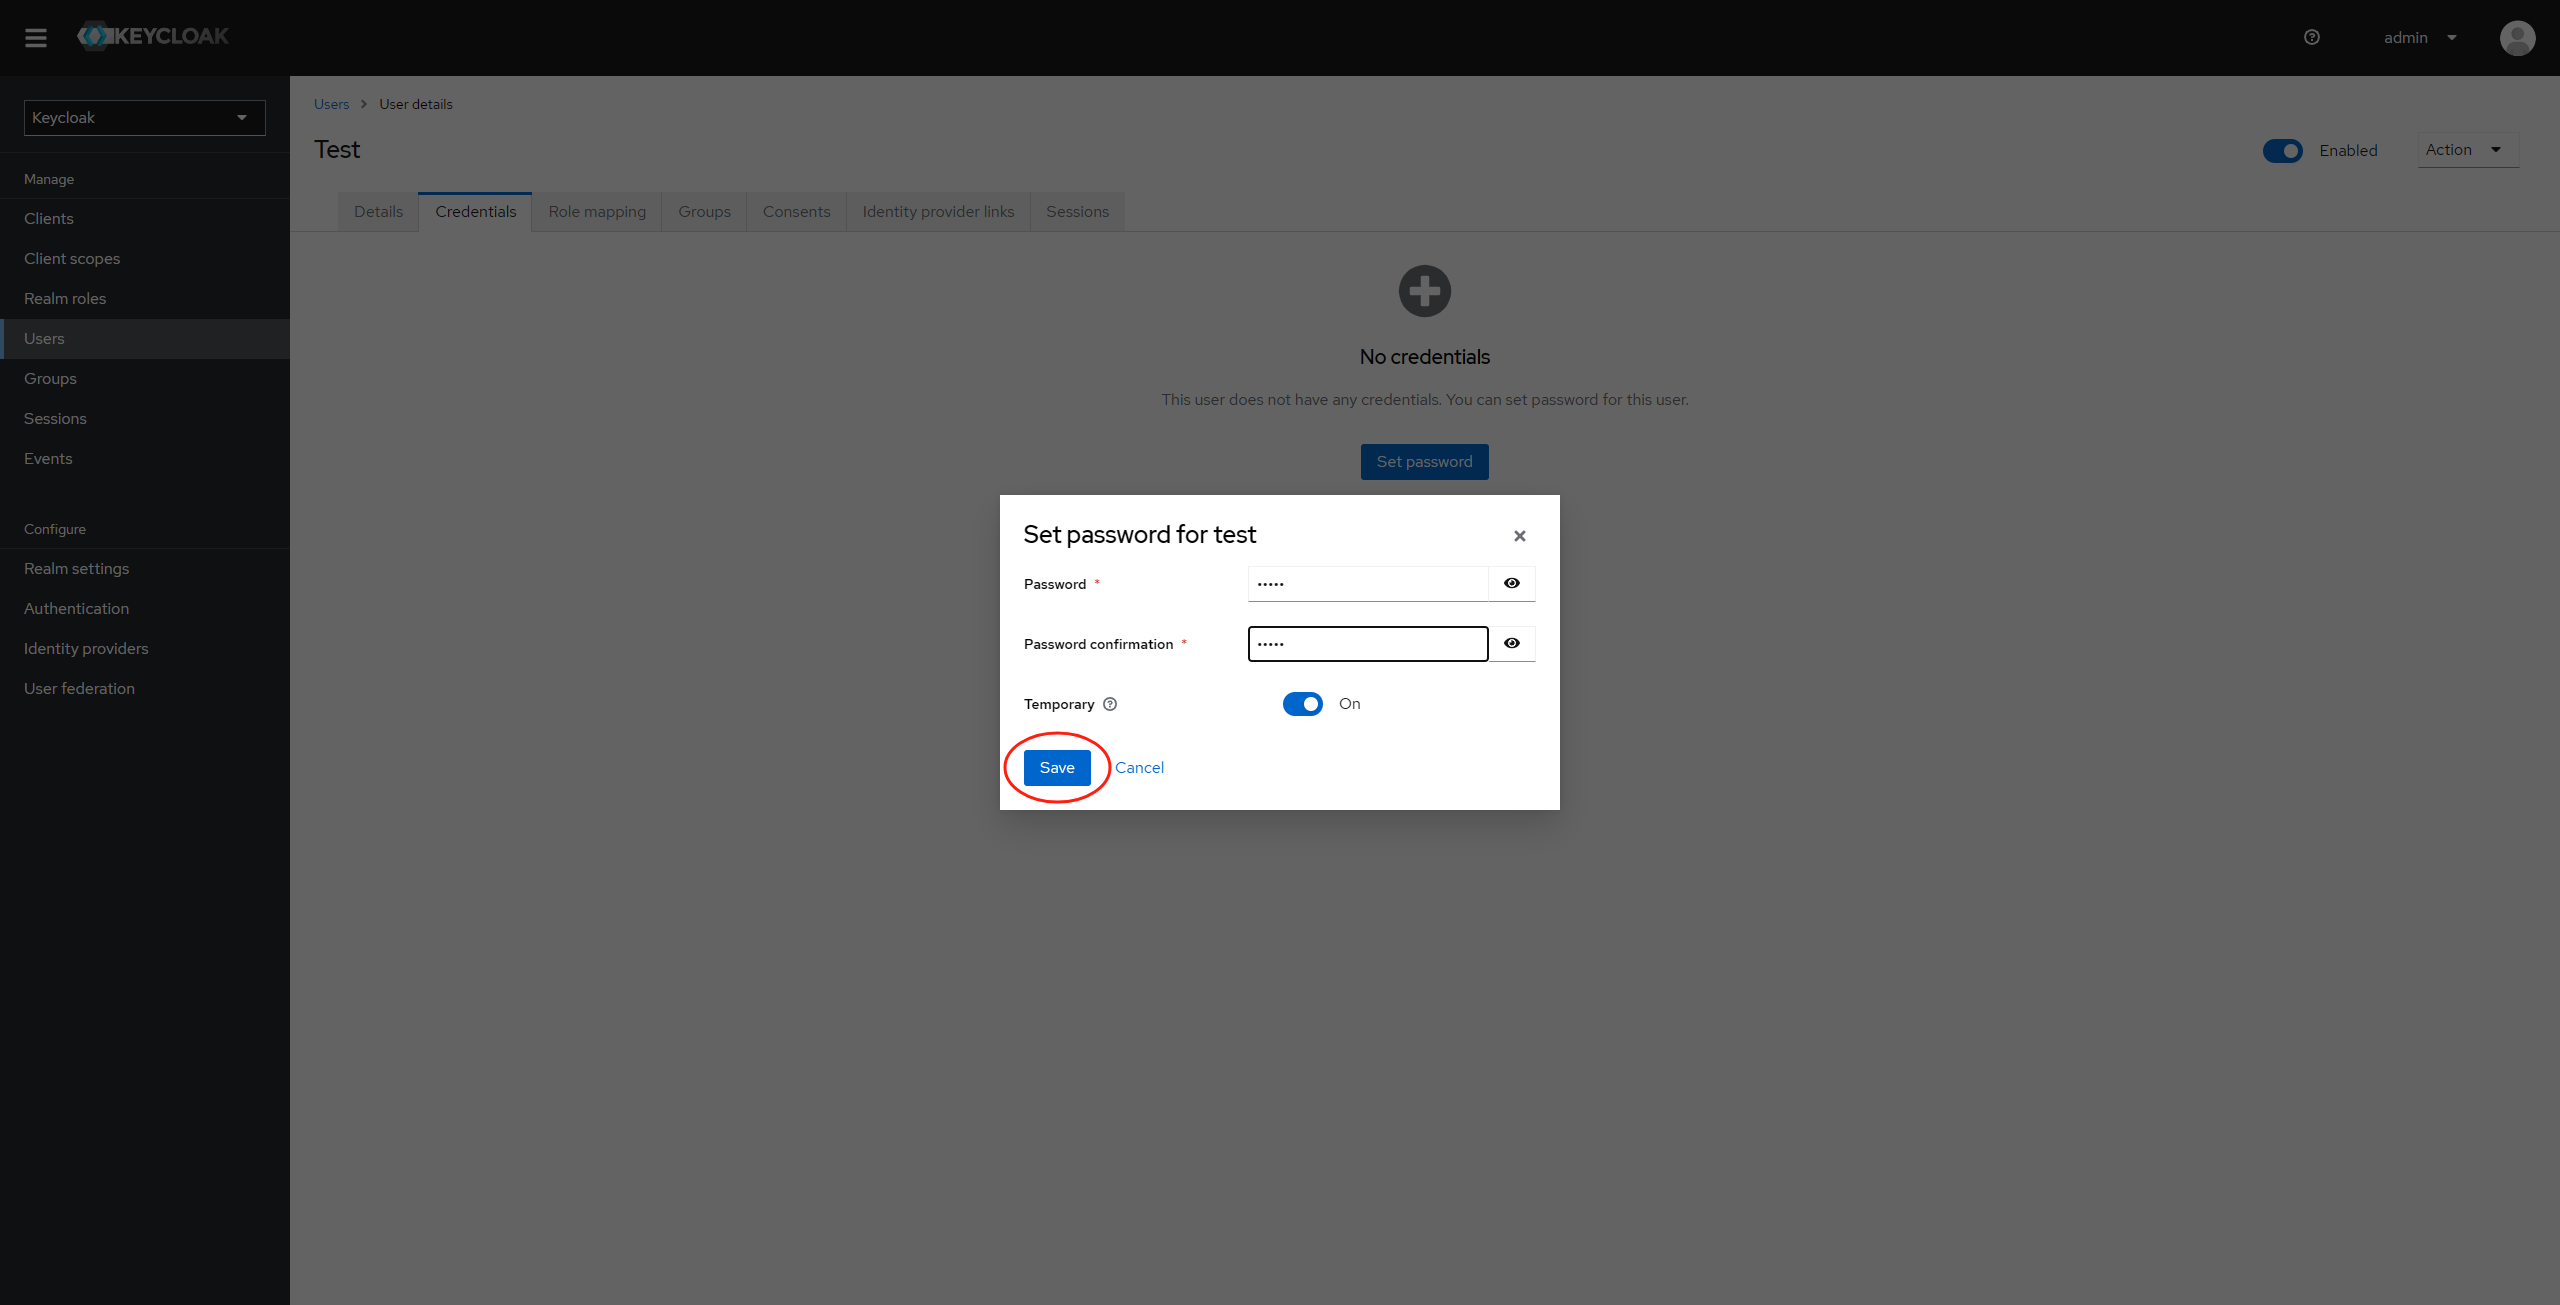 KEYCLOAK
admin
Keycloak
Manage
Clients
Client scopes
Realm roles
Users
Groups
Sessions
Events
Configure
Realm settings
Authentication
Identity providers
User federation
Users > User details
Test
Enabled
Action
Details Credentials Role mapping Groups Consents Identity provider links Sessions
No credentials
This user does not have any credentials. You can set password for this user.
Set password
Set password for test
Password *
•••••
Password confirmation *
•••••
Temporary
On
Save Cancel